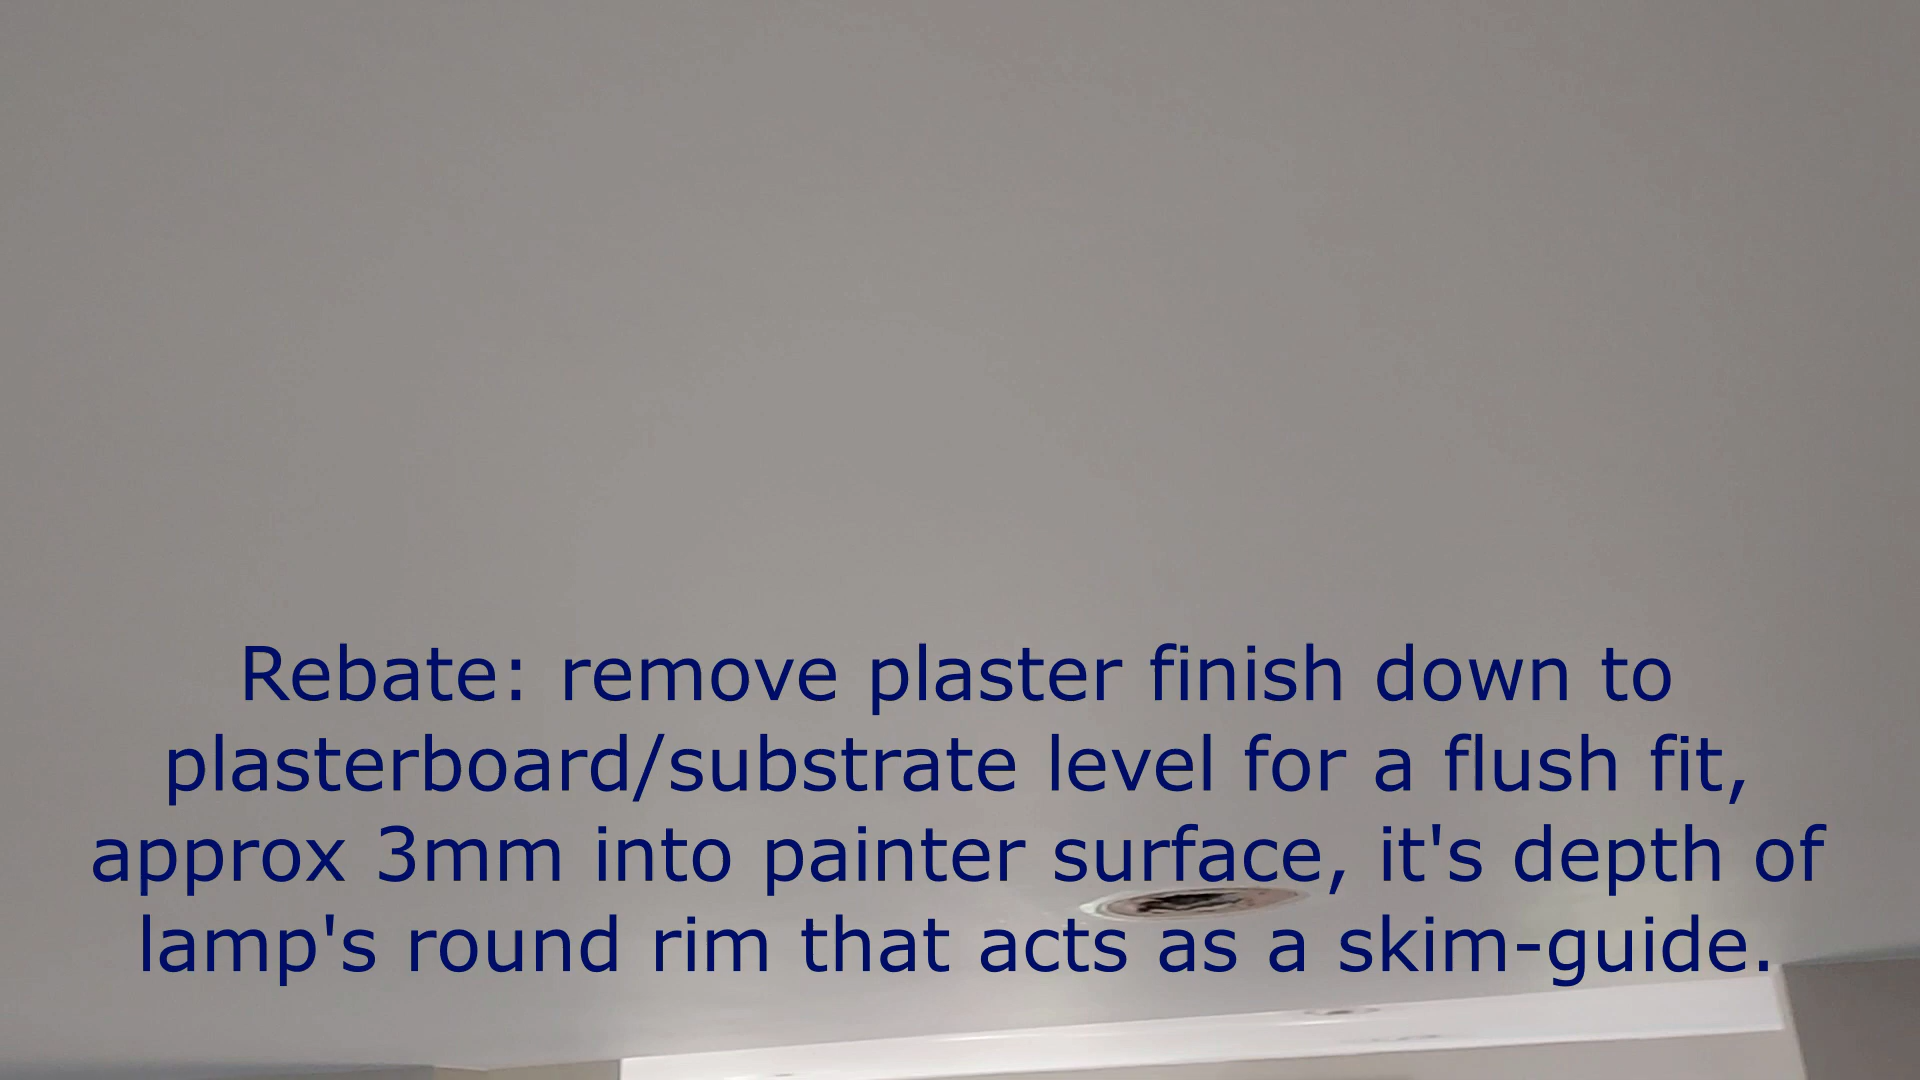 Rebate: remove plaster finish down to
plasterboard/substrate level for a flush fit,
approx 3mm into painter surface, it's depth of
lamp's round rim that acts as a skim-guide.